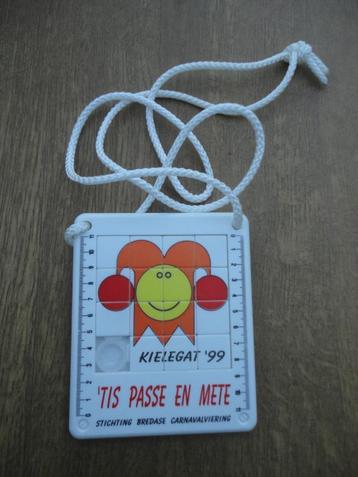 KIELEGAT '99
'TIS PASSE EN METE
STICHTING BREDASE CARNAVALVIERING